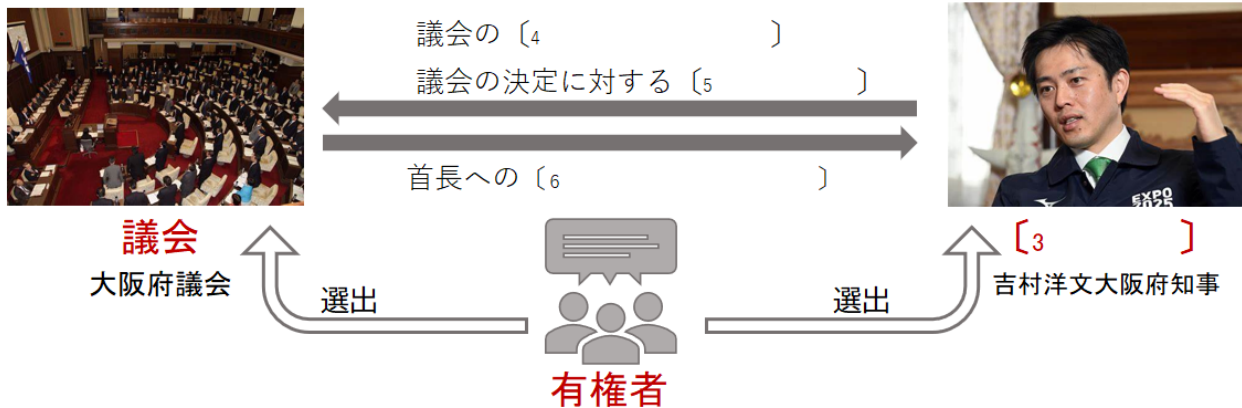 議会の〔4 〕
議会の決定に対する〔5 〕
首長への〔6 〕
EXPO
2025
議会
〔3 〕
大阪府議会
吉村洋文大阪府知事
選出
選出
有権者